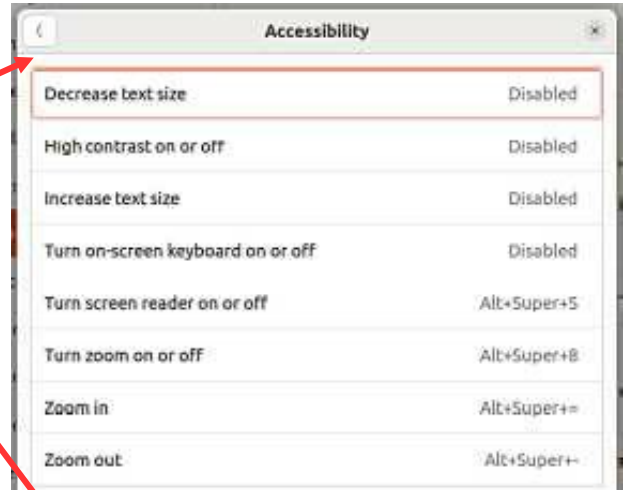 Accessibility
Decrease text size Disabled
High contrast on or off Disabled
Increase text size Disabled
Turn on-screen keyboard on or off Disabled
Turn screen reader on or off Alt+Super+S
Turn zoom on or off Alt+Super+8
Zoom in Alt+Super+=
Zoom out Alt+Super+-